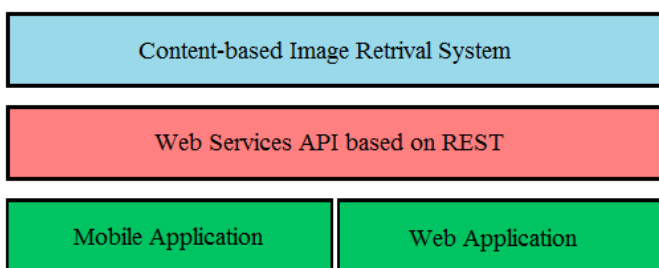 Content-based Image Retrival System
Web Services API based on REST
Mobile Application
Web Application